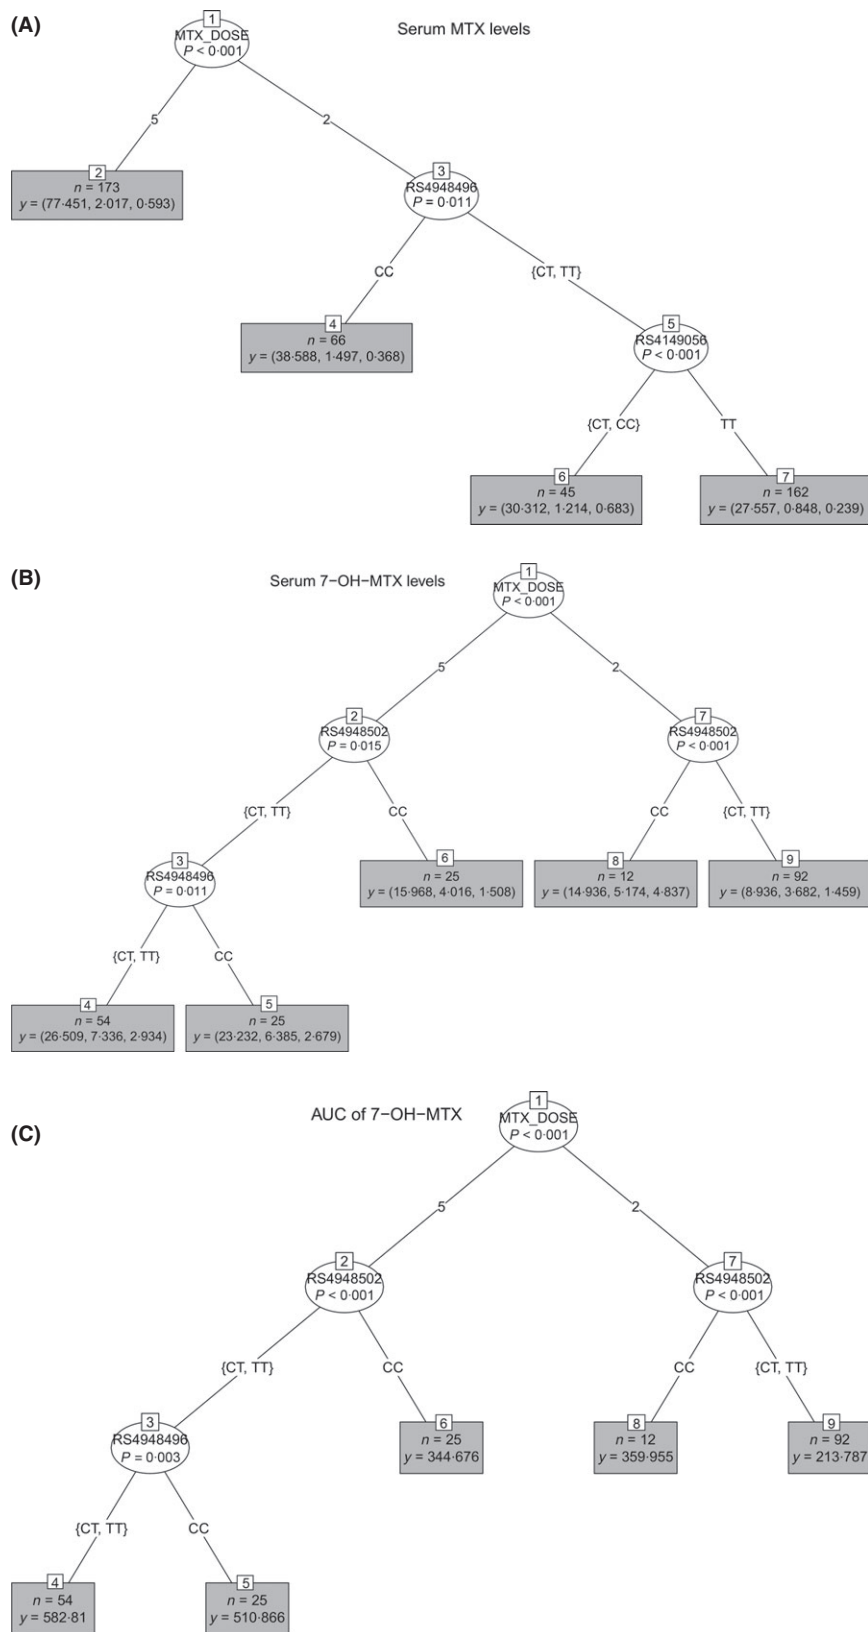 (A)
Serum MTX levels
1
MTX_DOSE
P < 0·001
5
2
2
n = 173
y = (77·451, 2·017, 0·593)
3
RS4948496
P = 0·011
CC
{CT, TT}
4
n = 66
y = (38·588, 1·497, 0·368)
5
RS4149056
P < 0·001
{CT, CC}
TT
6
n = 45
y = (30·312, 1·214, 0·683)
7
n = 162
y = (27·557, 0·848, 0·239)
(B)
Serum 7−OH−MTX levels
1
MTX_DOSE
P < 0·001
5
2
2
RS4948502
P = 0·015
7
RS4948502
P < 0·001
{CT, TT}
CC
CC
{CT, TT}
3
RS4948496
P = 0·011
6
n = 25
y = (15·968, 4·016, 1·508)
8
n = 12
y = (14·936, 5·174, 4·837)
9
n = 92
y = (8·936, 3·682, 1·459)
{CT, TT}
CC
4
n = 54
y = (26·509, 7·336, 2·934)
5
n = 25
y = (23·232, 6·385, 2·679)
(C)
AUC of 7−OH−MTX
1
MTX_DOSE
P < 0·001
5
2
2
RS4948502
P < 0·001
7
RS4948502
P < 0·001
{CT, TT}
CC
CC
{CT, TT}
3
RS4948496
P = 0·003
6
n = 25
y = 344·676
8
n = 12
y = 359·955
9
n = 92
y = 213·787
{CT, TT}
CC
4
n = 54
y = 582·81
5
n = 25
y = 510·866